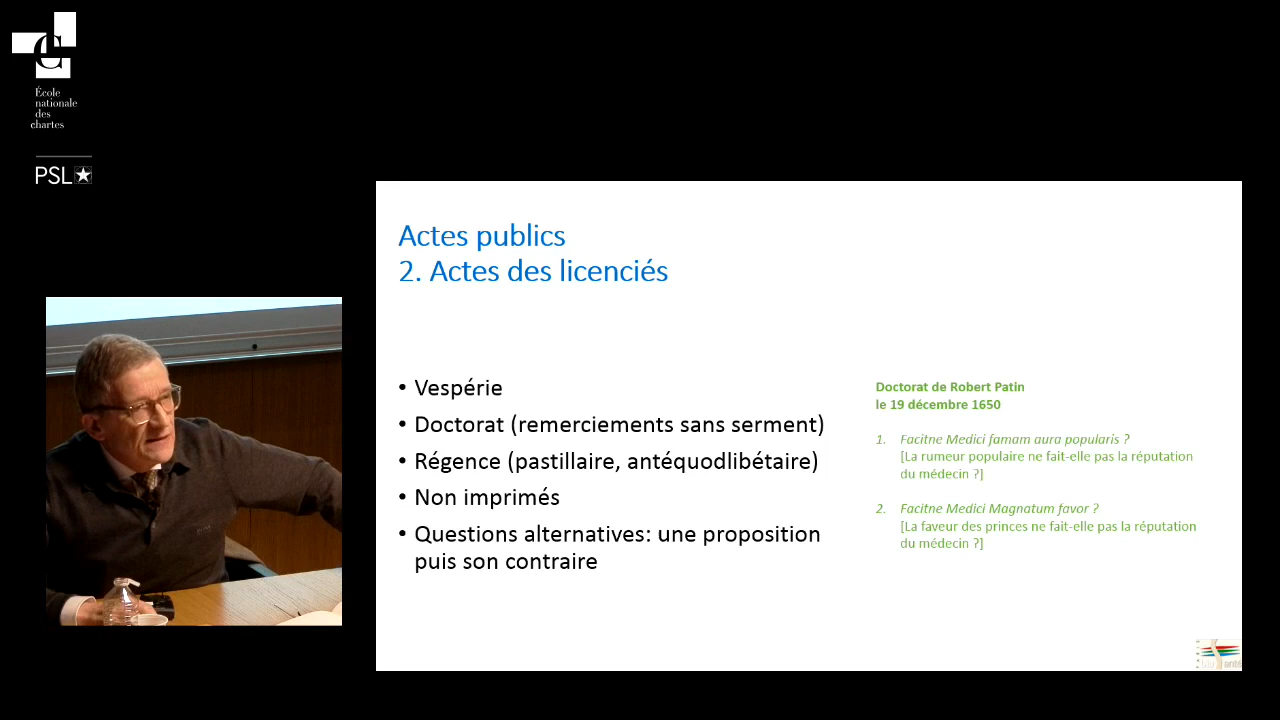 École
nationale
des
chartes
PSL
Actes publics
2. Actes des licenciés
• Vespérie
• Doctorat (remerciements sans serment)
• Régence (pastillaire, antéquodlibétaire)
• Non imprimés
• Questions alternatives: une proposition
puis son contraire
Doctorat de Robert Patin
le 19 décembre 1650
1. Facitne Medici famam aura popularis ?
[La rumeur populaire ne fait-elle pas la réputation
du médecin ?]
2. Facitne Medici Magnatum favor ?
[La faveur des princes ne fait-elle pas la réputation
du médecin ?]